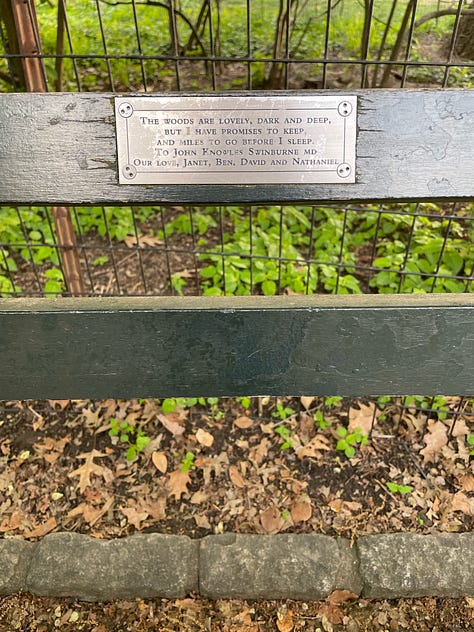 The woods are lovely, dark and deep,
but I have promises to keep,
and miles to go before I sleep.
To John Knowles Swinburne MD
Our love, Janet, Ben, David and Nathaniel